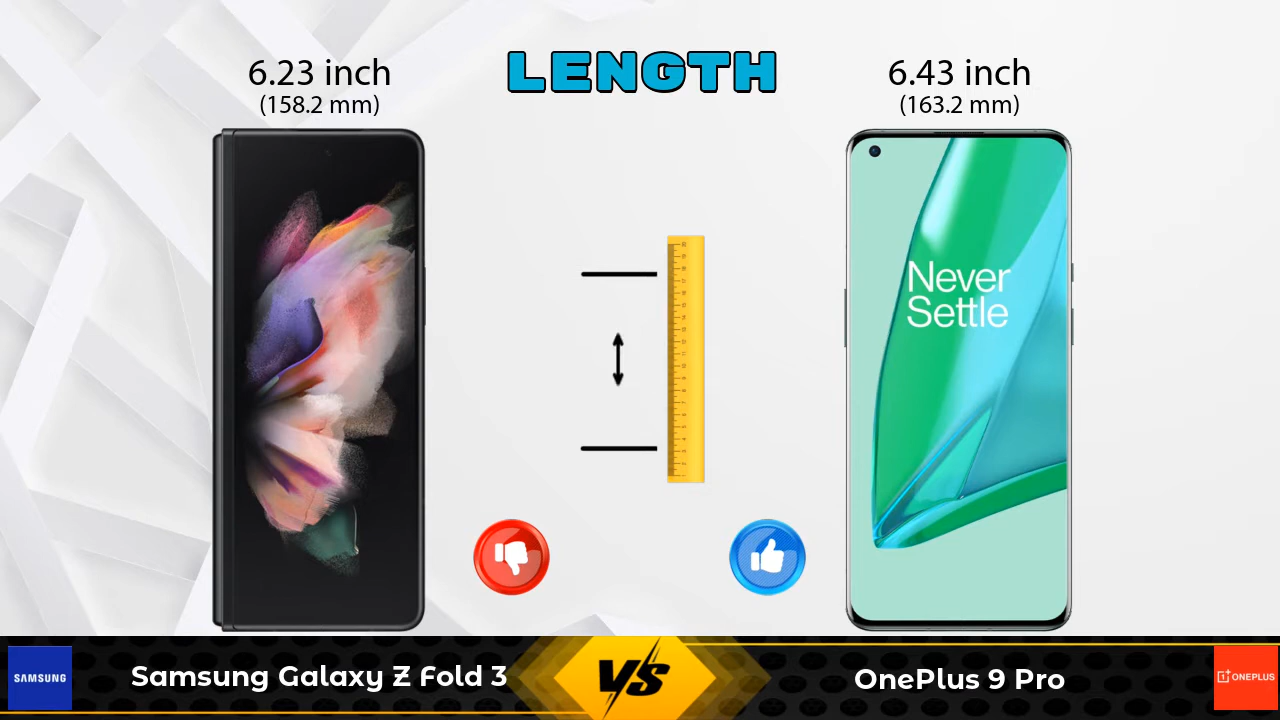 LENGTH
6.23 inch
(158.2 mm)
6.43 inch
(163.2 mm)
Never
Settle
SAMSUNG
Samsung Galaxy Z Fold 3
VS
OnePlus 9 Pro
1+ ONEPLUS